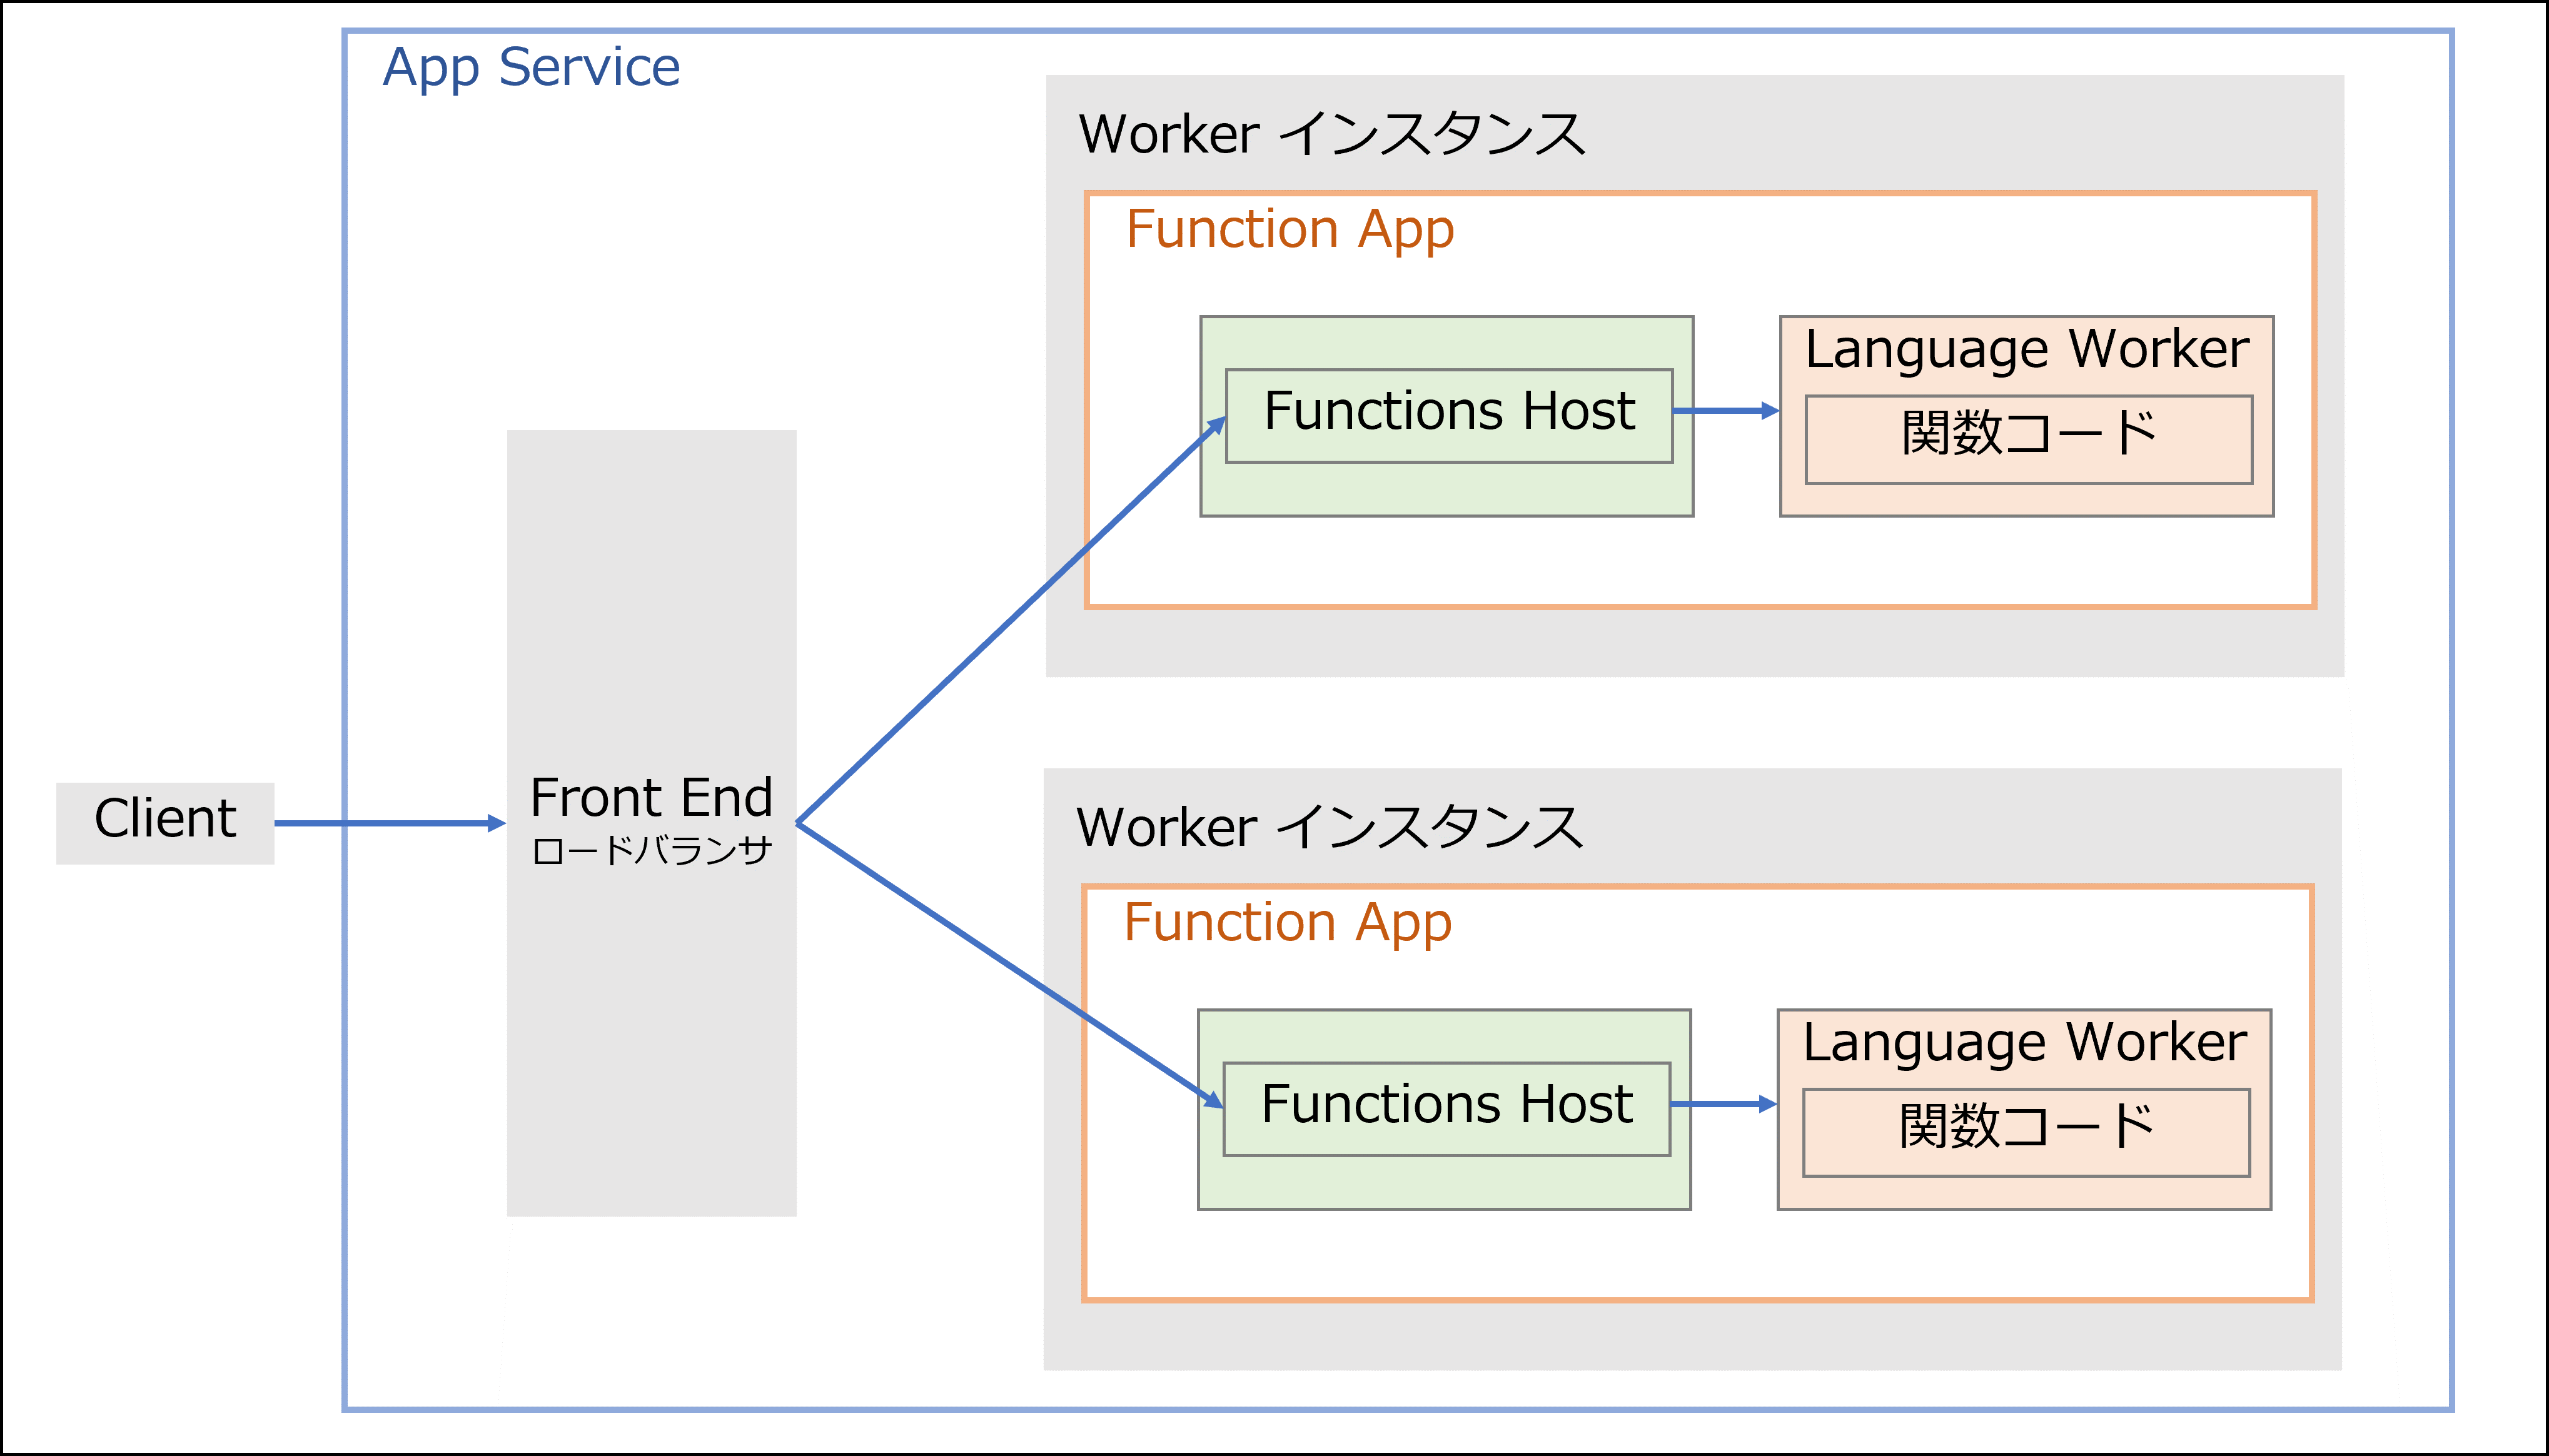 App Service
Worker インスタンス
Function App
Functions Host
Language Worker
関数コード
Client
Front End
ロードバランサ
Worker インスタンス
Function App
Functions Host
Language Worker
関数コード